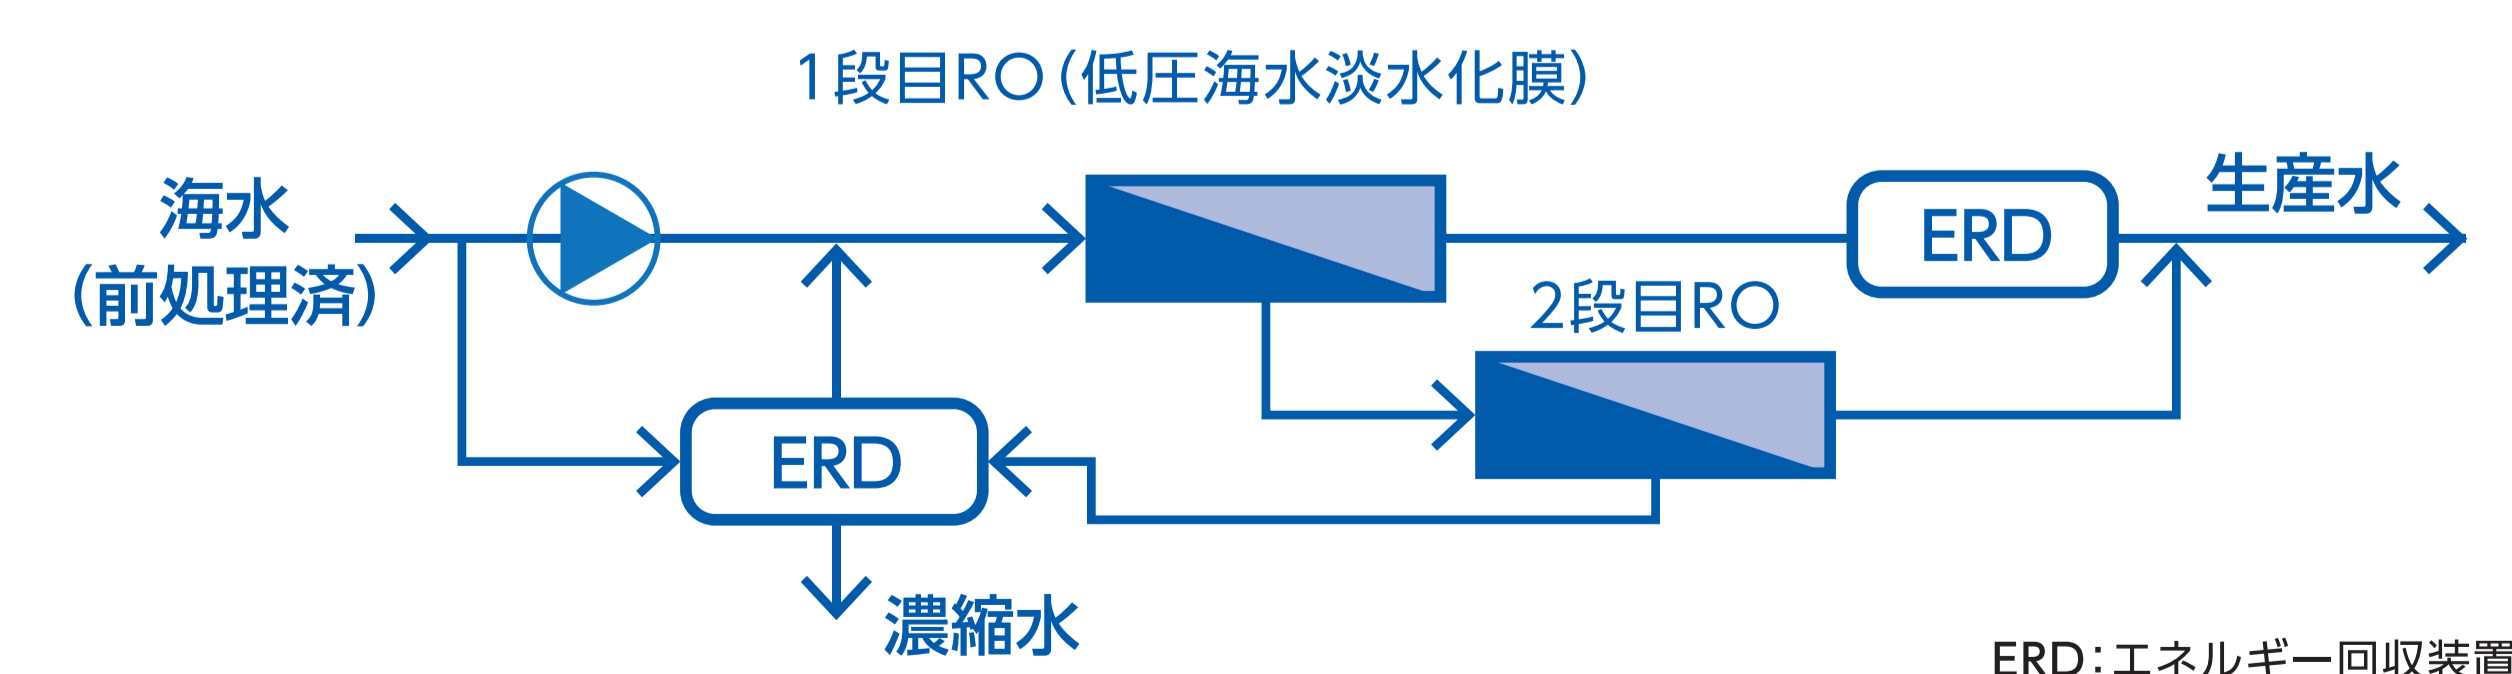 1段目RO(低圧海水淡水化膜)
海水
(前処理済)
ERD
生産水
2段目RO
ERD
濃縮水
ERD：エネルギー回収装置